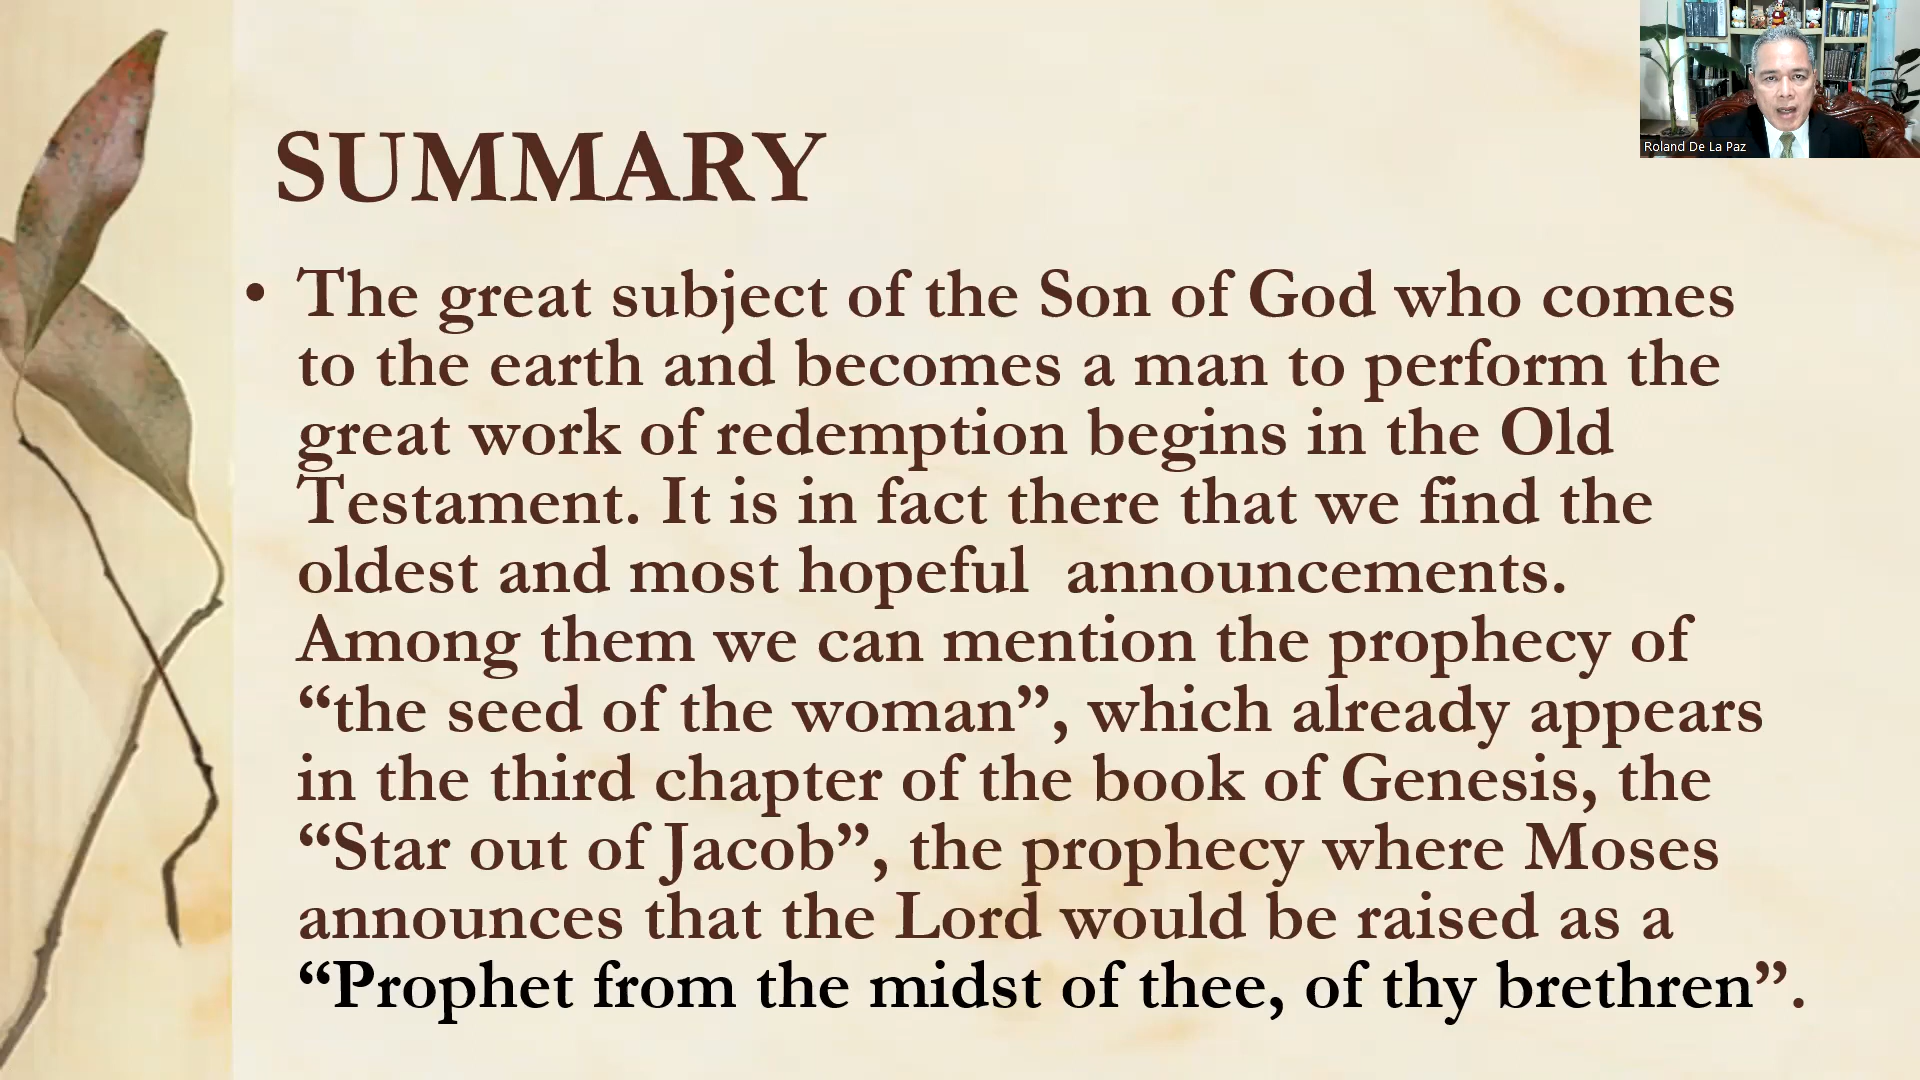 Roland De La Paz
SUMMARY
• The great subject of the Son of God who comes
to the earth and becomes a man to perform the
great work of redemption begins in the Old
Testament. It is in fact there that we find the
oldest and most hopeful  announcements.
Among them we can mention the prophecy of
“the seed of the woman”, which already appears
in the third chapter of the book of Genesis, the
“Star out of Jacob”, the prophecy where Moses
announces that the Lord would be raised as a
“Prophet from the midst of thee, of thy brethren”.